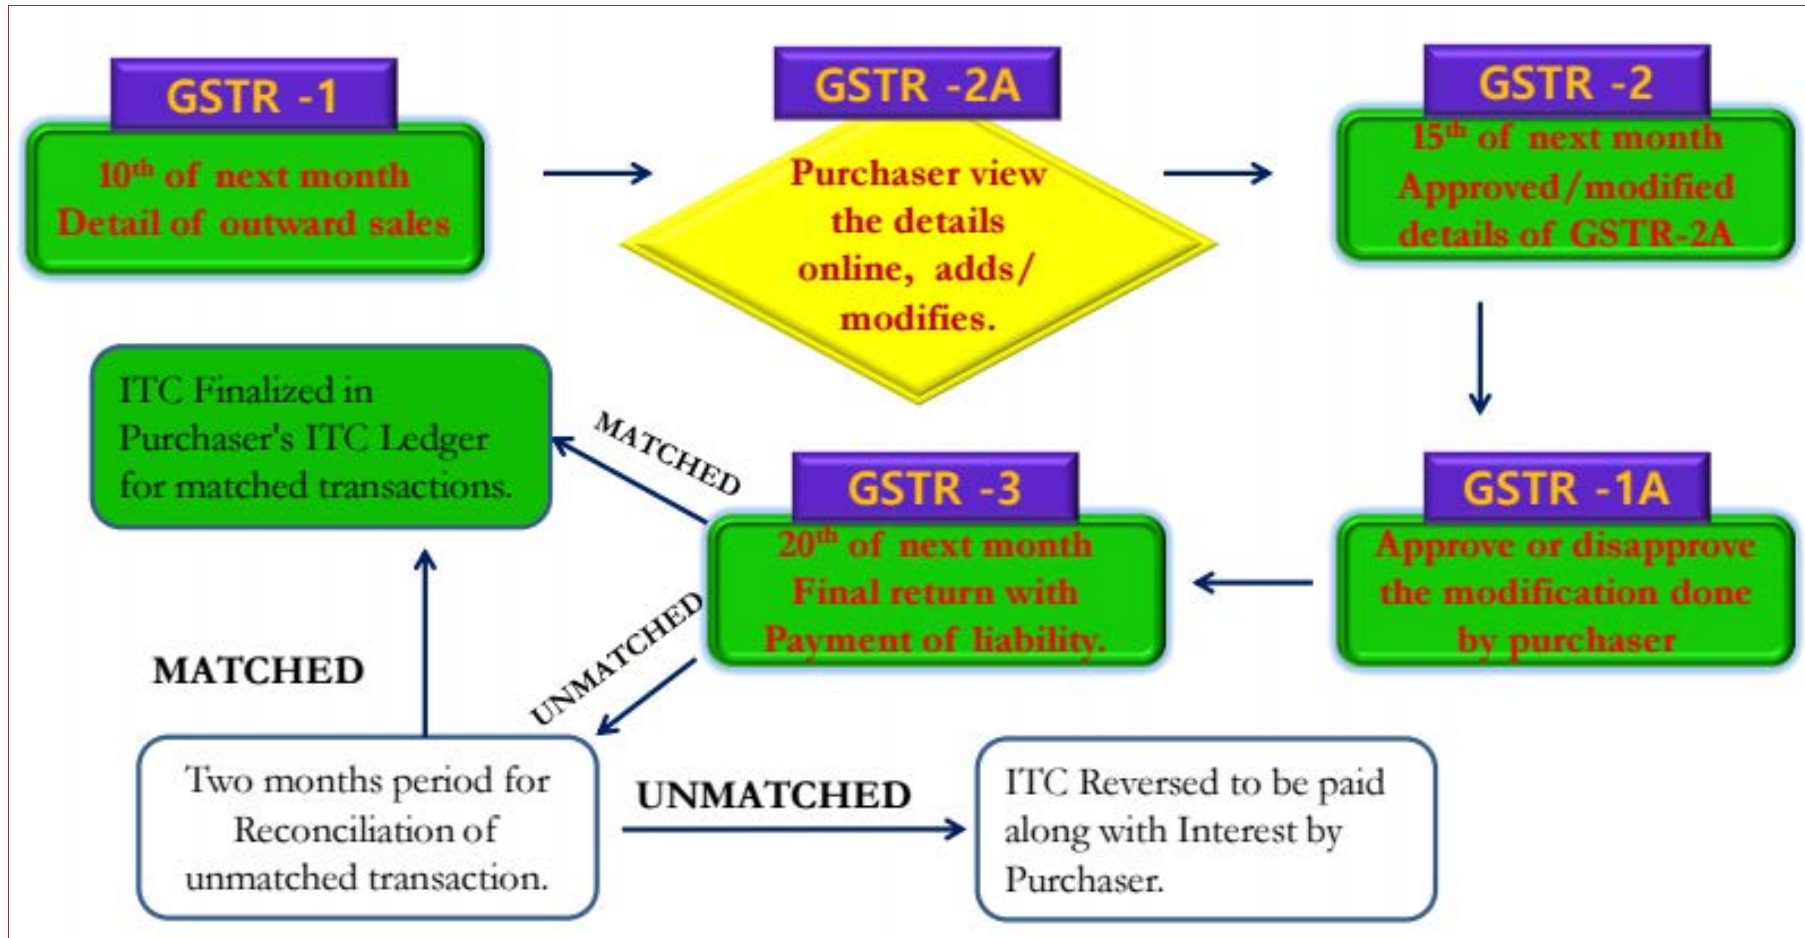 GSTR -1
10th of next month
Detail of outward sales
GSTR -2A
Purchaser view
the details
online, adds/
modifies.
GSTR -2
15th of next month
Approved/modified
details of GSTR-2A
GSTR -1A
Approve or disapprove
the modification done
by purchaser
GSTR -3
20th of next month
Final return with
Payment of liability.
MATCHED
ITC Finalized in
Purchaser's ITC Ledger
for matched transactions.
UNMATCHED
Two months period for
Reconciliation of
unmatched transaction.
MATCHED
UNMATCHED
ITC Reversed to be paid
along with Interest by
Purchaser.